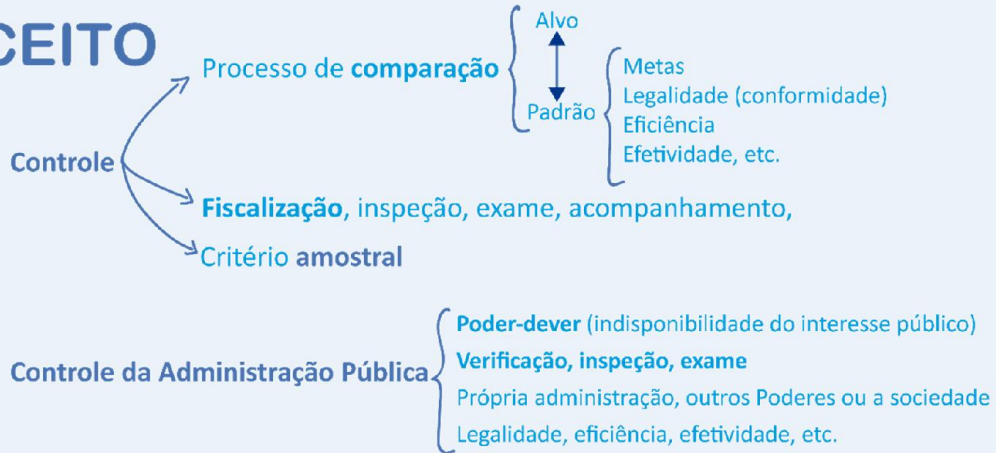 CEITO
Processo de comparação
Alvo
Padrão
Metas
Legalidade (conformidade)
Eficiência
Efetividade, etc.
Controle
Fiscalização, inspeção, exame, acompanhamento,
Critério amostral
Controle da Administração Pública
Poder-dever (indisponibilidade do interesse público)
Verificação, inspeção, exame
Própria administração, outros Poderes ou a sociedade
Legalidade, eficiência, efetividade, etc.